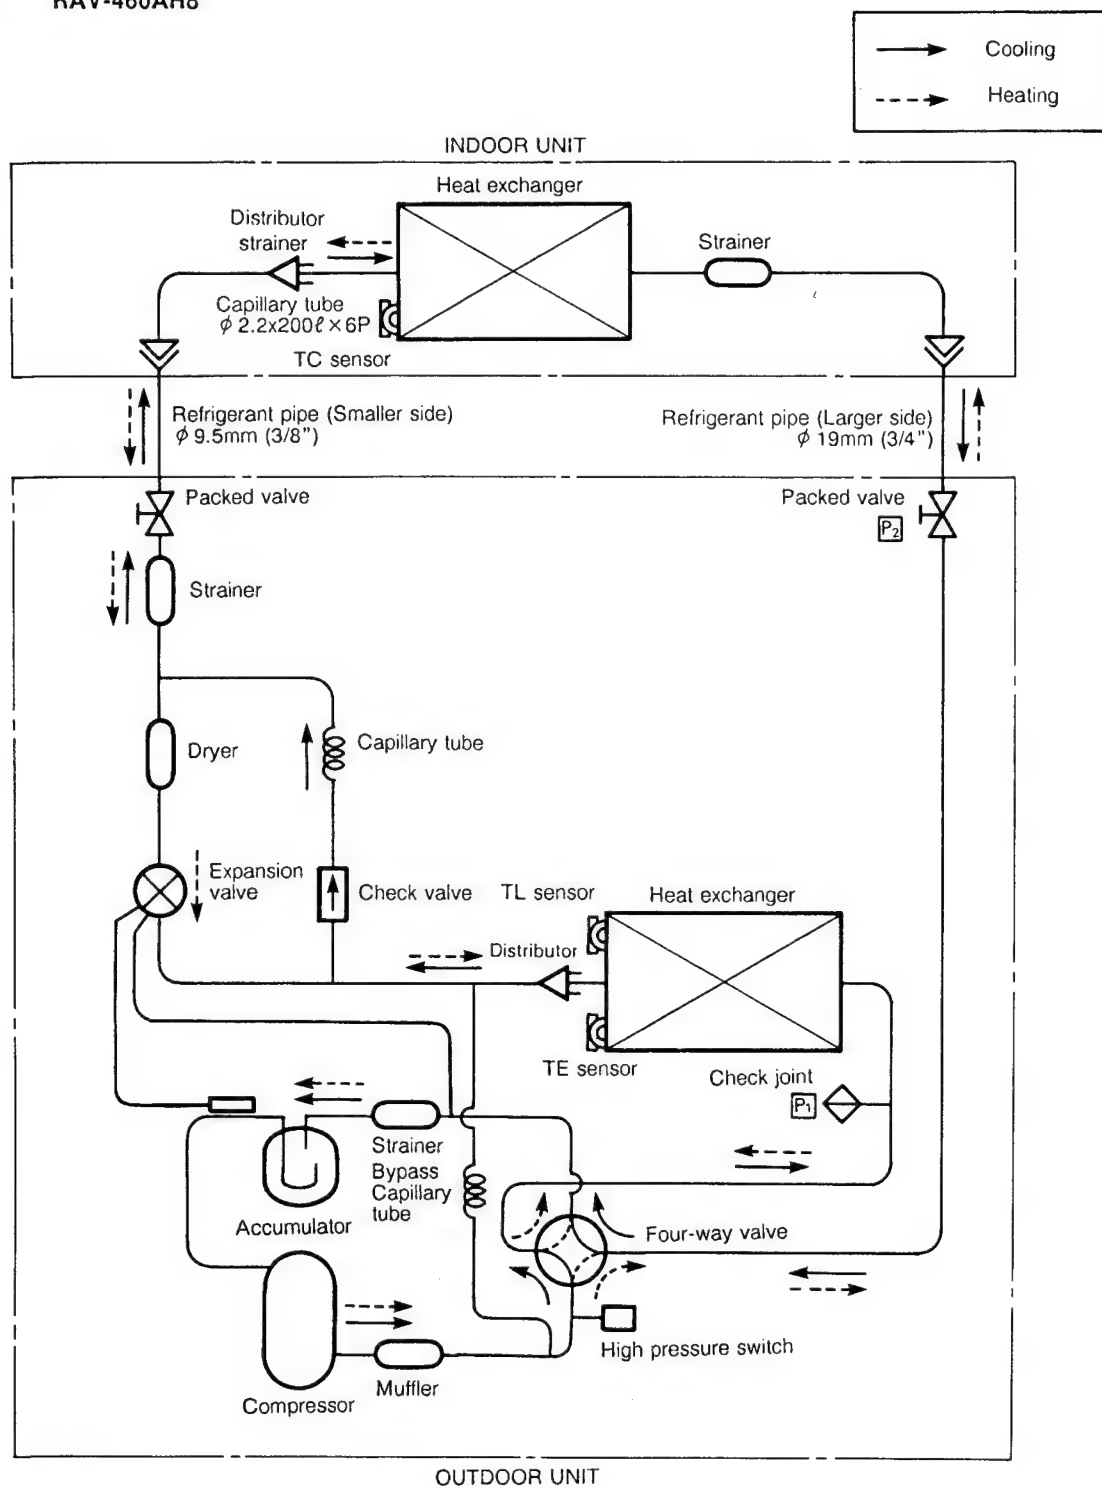 RAV-460AH8
Cooling
Heating
INDOOR UNIT
Heat exchanger
Distributor
strainer
Strainer
Capillary tube
ϕ 2.2x200ℓ×6P
TC sensor
Refrigerant pipe (Smaller side)
ϕ 9.5mm (3/8")
Refrigerant pipe (Larger side)
ϕ 19mm (3/4")
Packed valve
Packed valve
P₂
Strainer
Dryer
Capillary tube
Expansion
valve
Check valve
TL sensor
Heat exchanger
Distributor
TE sensor
Check joint
P₁
Strainer
Bypass
Capillary
tube
Accumulator
Four-way valve
High pressure switch
Muffler
Compressor
OUTDOOR UNIT